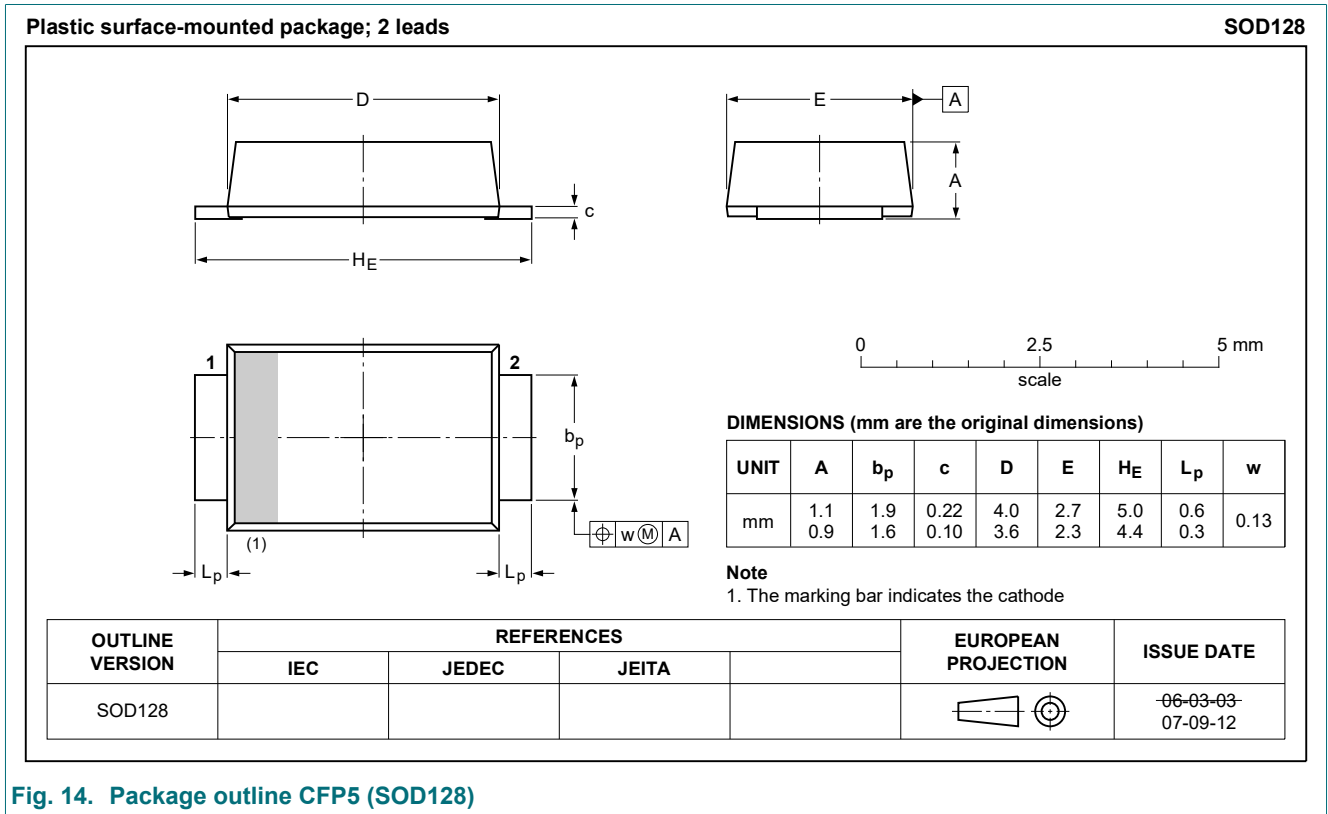 Plastic surface-mounted package; 2 leads SOD128
D
E
A
A
c
HE
1
2
bp
0 2.5 5 mm
scale
w Ⓜ A
(1)
Lp
Lp
DIMENSIONS (mm are the original dimensions)
UNIT A bp c D E HE Lp w
mm 1.1 1.9 0.22 4.0 2.7 5.0 0.6 0.13
0.9 1.6 0.10 3.6 2.3 4.4 0.3
Note
1. The marking bar indicates the cathode
OUTLINE VERSION
REFERENCES
IEC JEDEC JEITA
EUROPEAN PROJECTION
ISSUE DATE
SOD128
06-03-03
07-09-12
Fig. 14. Package outline CFP5 (SOD128)